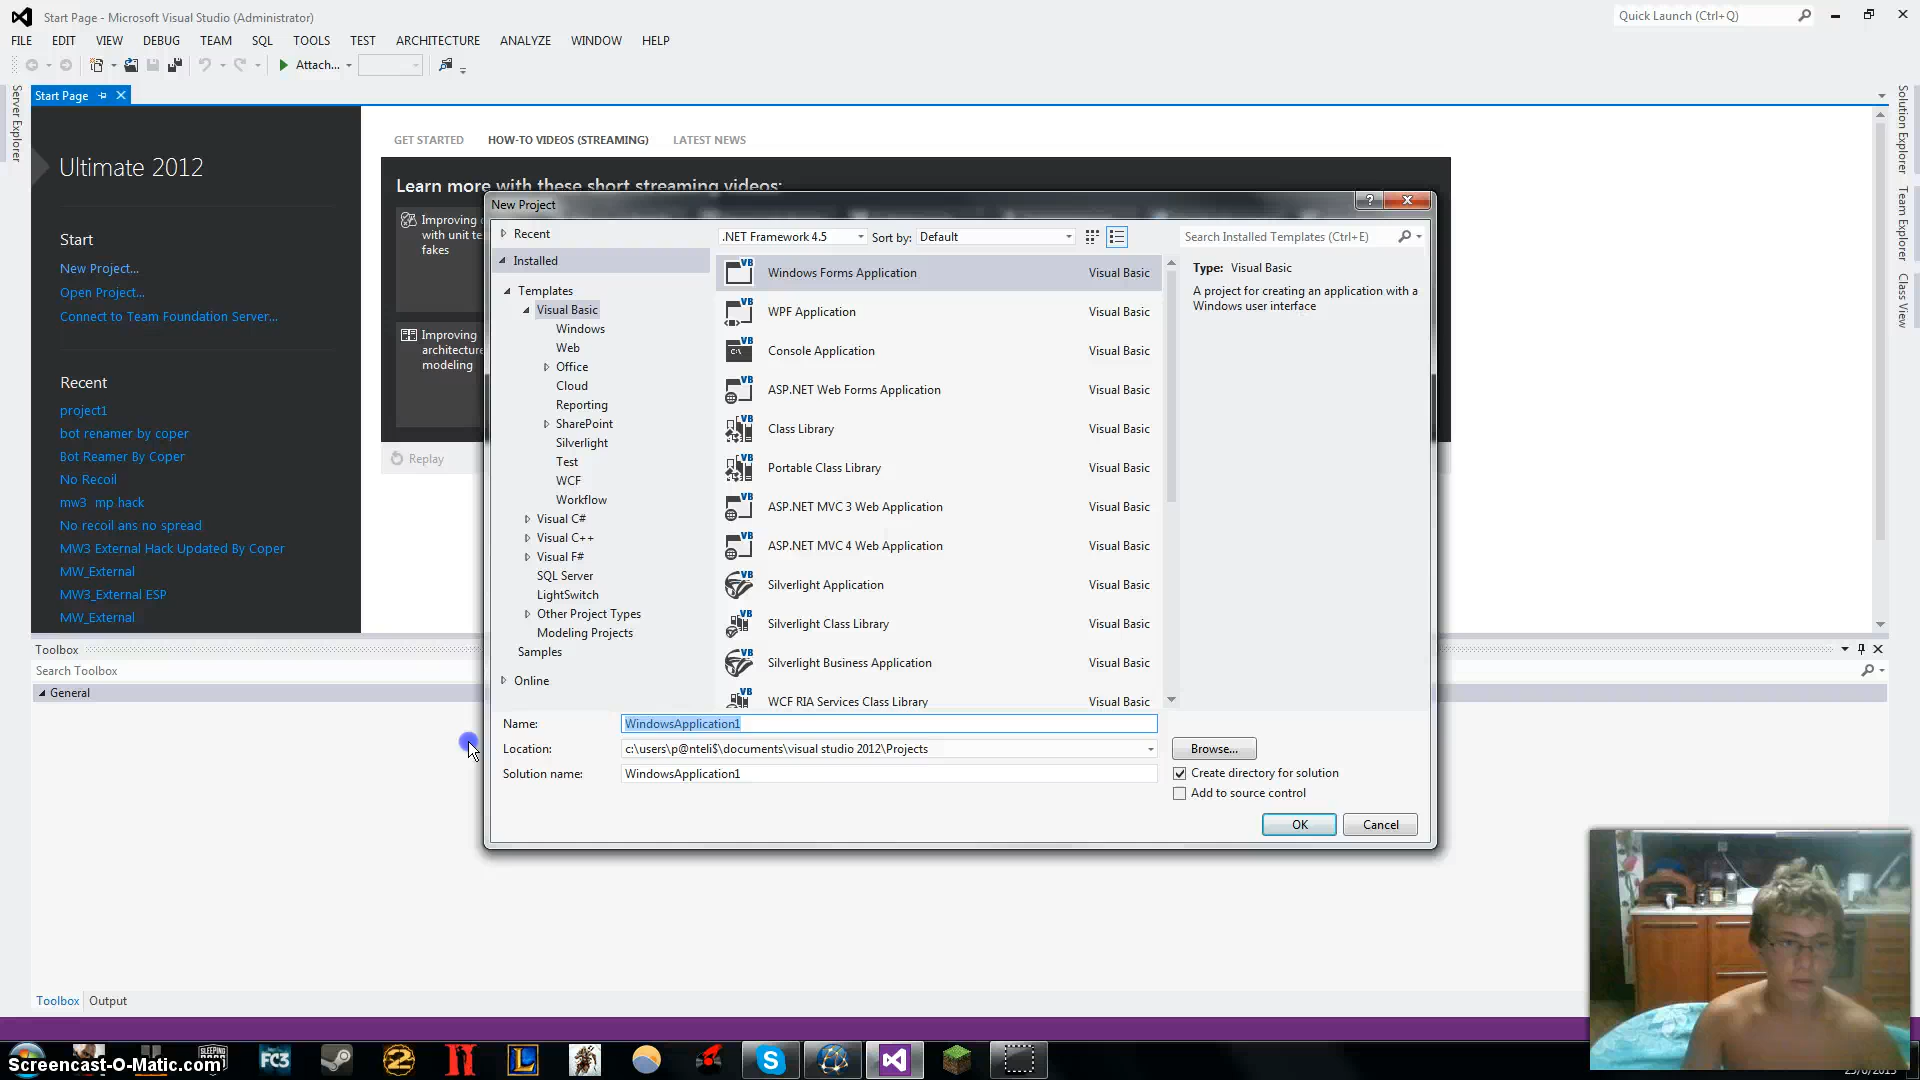 Start Page - Microsoft Visual Studio (Administrator)
Quick Launch (Ctrl+Q)
FILE EDIT VIEW DEBUG TEAM SQL TOOLS TEST ARCHITECTURE ANALYZE WINDOW HELP
Attach...
Server Explorer
Start Page
Solution Explorer
Team Explorer
Class View
Ultimate 2012
Start
New Project...
Open Project...
Connect to Team Foundation Server...
Recent
project1
bot renamer by coper
Bot Reamer By Coper
No Recoil
mw3 mp hack
No recoil ans no spread
MW3 External Hack Updated By Coper
MW_External
MW3_External ESP
MW_External
GET STARTED HOW-TO VIDEOS (STREAMING) LATEST NEWS
Learn more with these short streaming videos:
Improving
with unit te
fakes
Improving
architecture
modeling
Replay
New Project
Recent
Installed
Templates
Visual Basic
Windows
Web
Office
Cloud
Reporting
SharePoint
Silverlight
Test
WCF
Workflow
Visual C#
Visual C++
Visual F#
SQL Server
LightSwitch
Other Project Types
Modeling Projects
Samples
Online
.NET Framework 4.5 Sort by: Default
Search Installed Templates (Ctrl+E)
Windows Forms Application Visual Basic
WPF Application Visual Basic
Console Application Visual Basic
ASP.NET Web Forms Application Visual Basic
Class Library Visual Basic
Portable Class Library Visual Basic
ASP.NET MVC 3 Web Application Visual Basic
ASP.NET MVC 4 Web Application Visual Basic
Silverlight Application Visual Basic
Silverlight Class Library Visual Basic
Silverlight Business Application Visual Basic
WCF RIA Services Class Library Visual Basic
Type: Visual Basic
A project for creating an application with a
Windows user interface
Name: WindowsApplication1
Location: c:\users\p@nteli$\documents\visual studio 2012\Projects
Browse...
Solution name: WindowsApplication1
Create directory for solution
Add to source control
OK Cancel
Toolbox
Search Toolbox
General
Toolbox Output
Screencast-O-Matic.com
SLEEPING DOGS
FC3